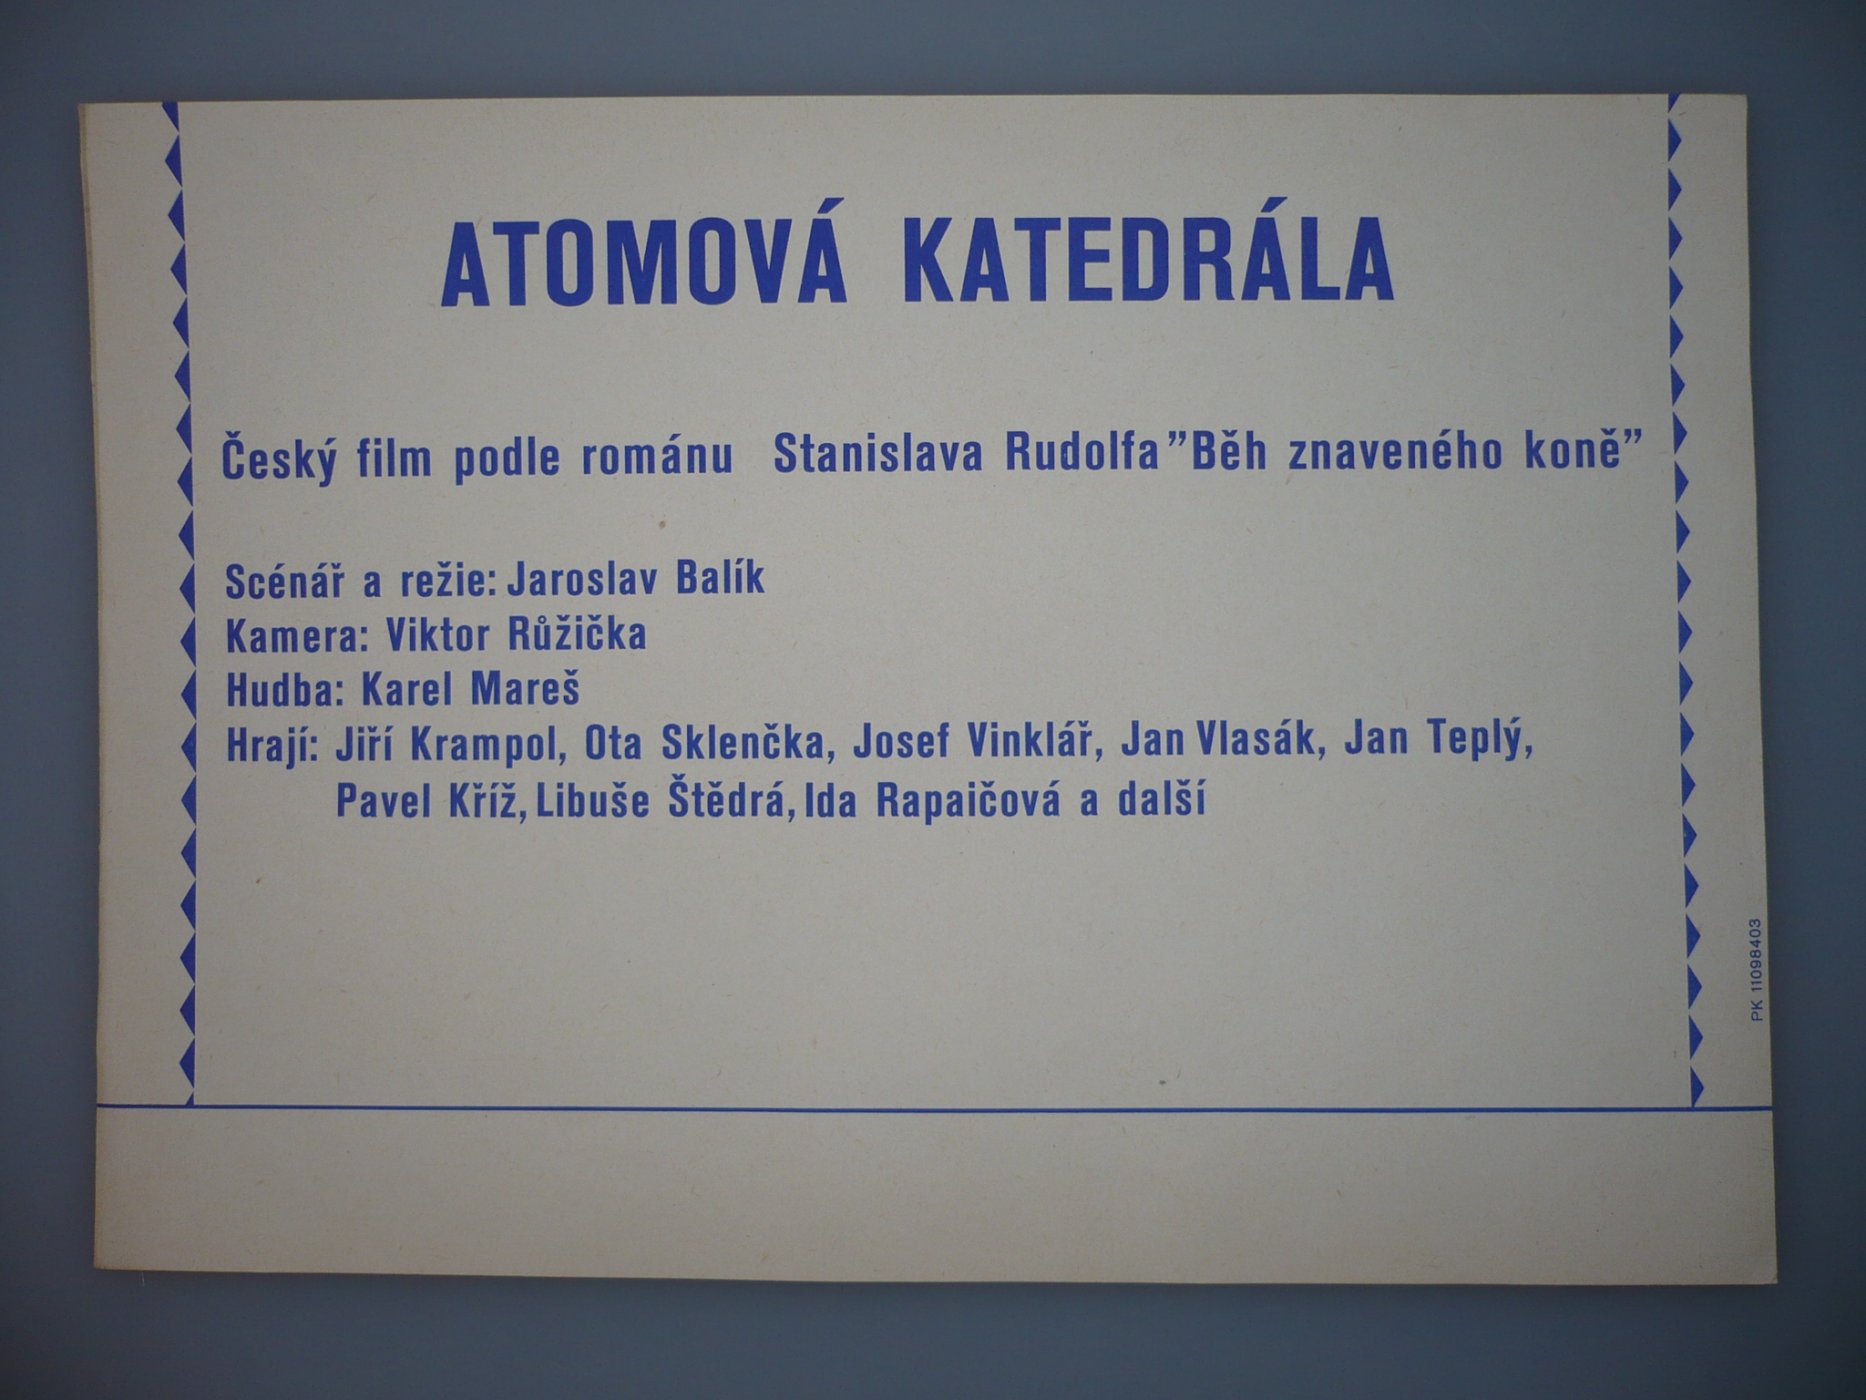 ATOMOVÁ KATEDRÁLA
Český film podle románu Stanislava Rudolfa "Běh znaveného koně"
Scénář a režie: Jaroslav Balík
Kamera: Viktor Růžička
Hudba: Karel Mareš
Hrají: Jiří Krampol, Ota Sklenčka, Josef Vinklář, Jan Vlasák, Jan Teplý,
Pavel Kříž, Libuše Štědrá, Ida Rapaičová a další
PK 11098403